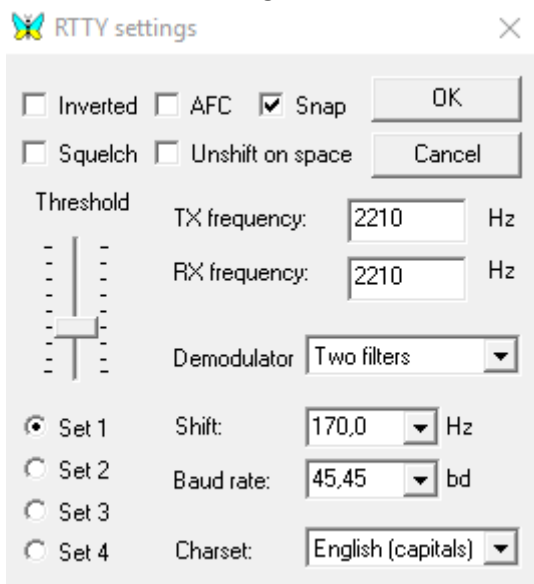 RTTY settings
Inverted AFC Snap OK
Squelch Unshift on space Cancel
Threshold
TX frequency: 2210 Hz
RX frequency: 2210 Hz
Demodulator Two filters
Set 1 Shift: 170,0 Hz
Set 2 Baud rate: 45,45 bd
Set 3
Set 4 Charset: English (capitals)